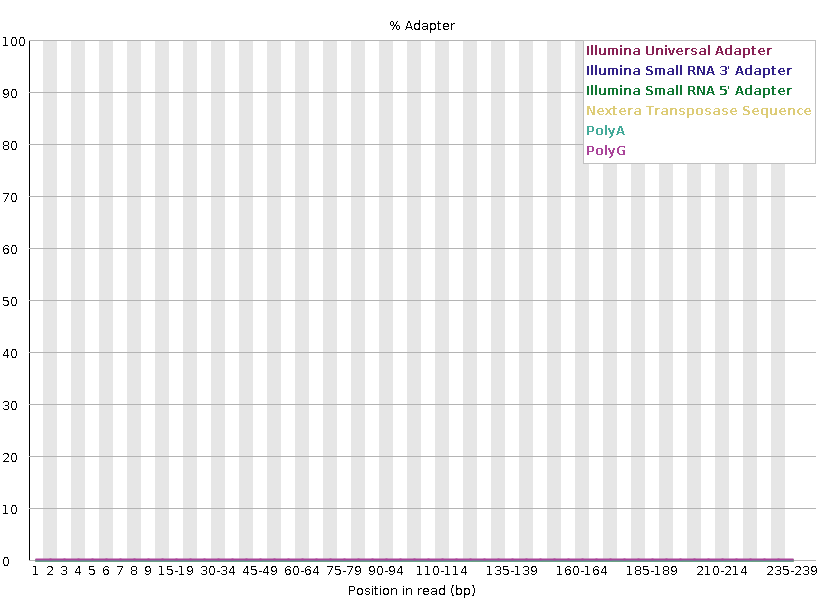 % Adapter
100
90
80
70
60
50
40
30
20
10
0
Illumina Universal Adapter
Illumina Small RNA 3' Adapter
Illumina Small RNA 5' Adapter
Nextera Transposase Sequence
PolyA
PolyG
1 2 3 4 5 6 7 8 9 15-19 30-34 45-49 60-64 75-79 90-94 110-114 135-139 160-164 185-189 210-214 235-239
Position in read (bp)